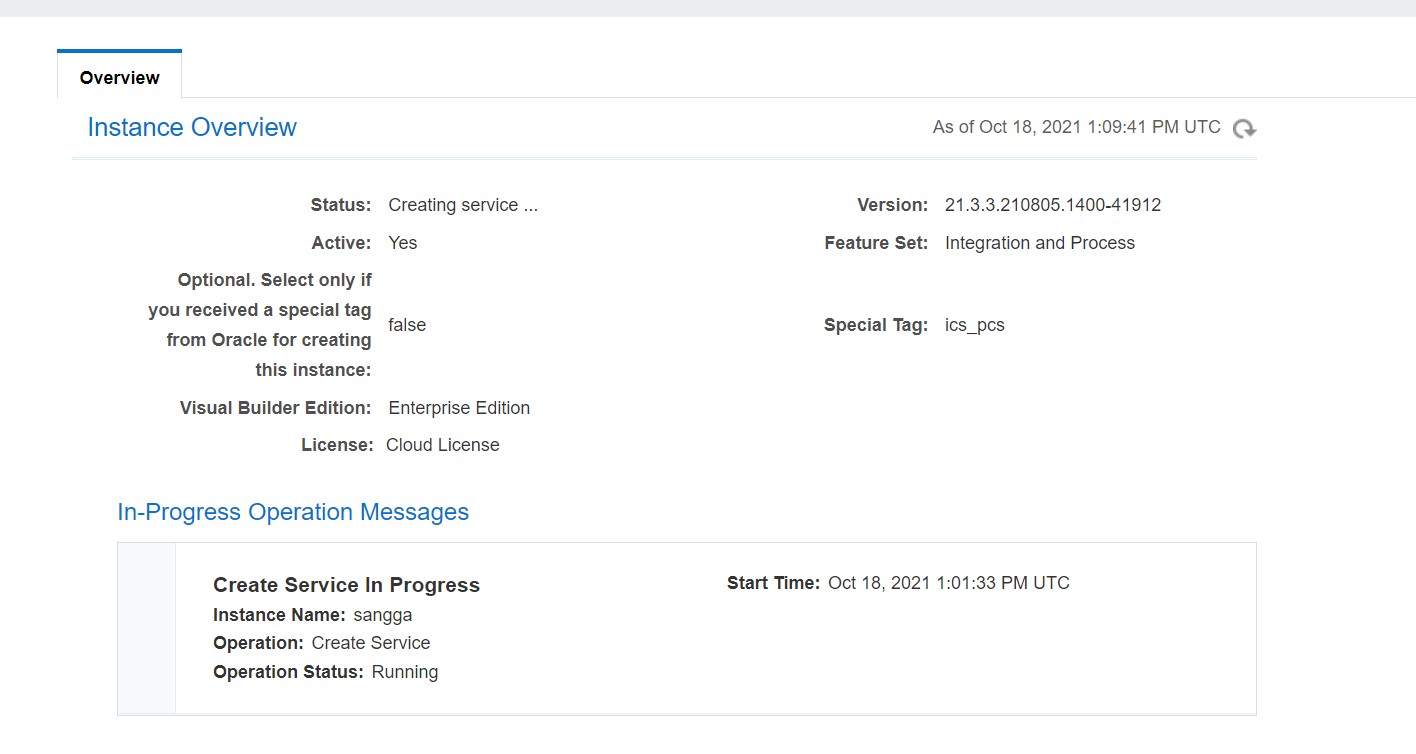 Overview
Instance Overview
As of Oct 18, 2021 1:09:41 PM UTC
Status: Creating service ...
Version: 21.3.3.210805.1400-41912
Active: Yes
Feature Set: Integration and Process
Optional. Select only if
you received a special tag
from Oracle for creating
this instance:
false
Special Tag: ics_pcs
Visual Builder Edition: Enterprise Edition
License: Cloud License
In-Progress Operation Messages
Create Service In Progress
Start Time: Oct 18, 2021 1:01:33 PM UTC
Instance Name: sangga
Operation: Create Service
Operation Status: Running